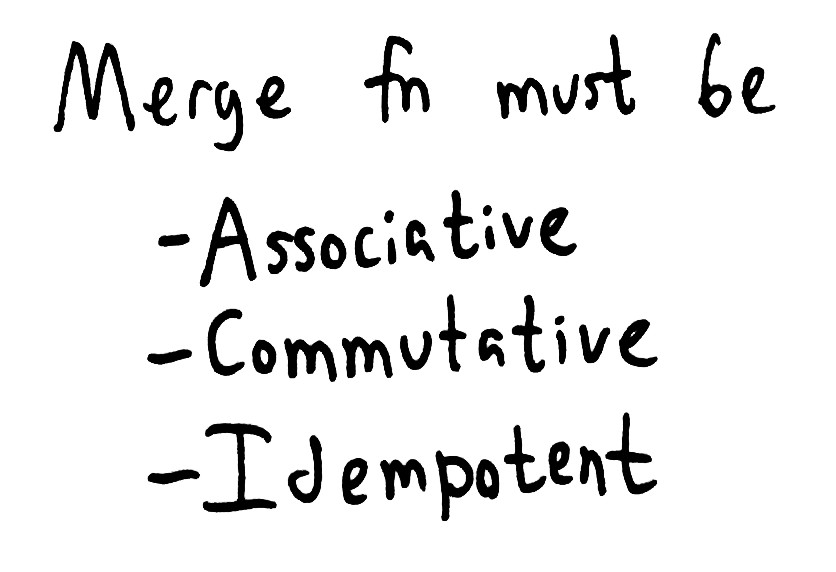 Merge fn must be
-Associative
-Commutative
-Idempotent